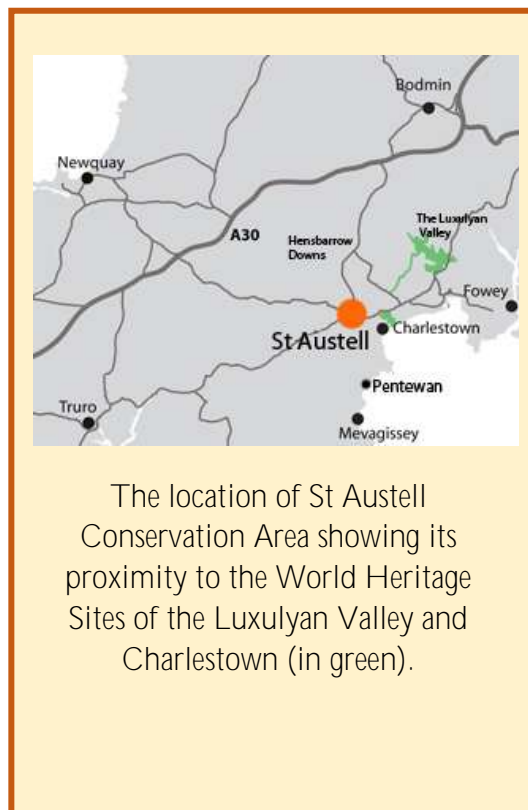 Bodmin
Newquay
The Luxulyan
Valley
A30
Hensbarrow
Downs
Fowey
St Austell
Charlestown
Pentewan
Truro
Mevagissey
The location of St Austell
Conservation Area showing its
proximity to the World Heritage
Sites of the Luxulyan Valley and
Charlestown (in green).